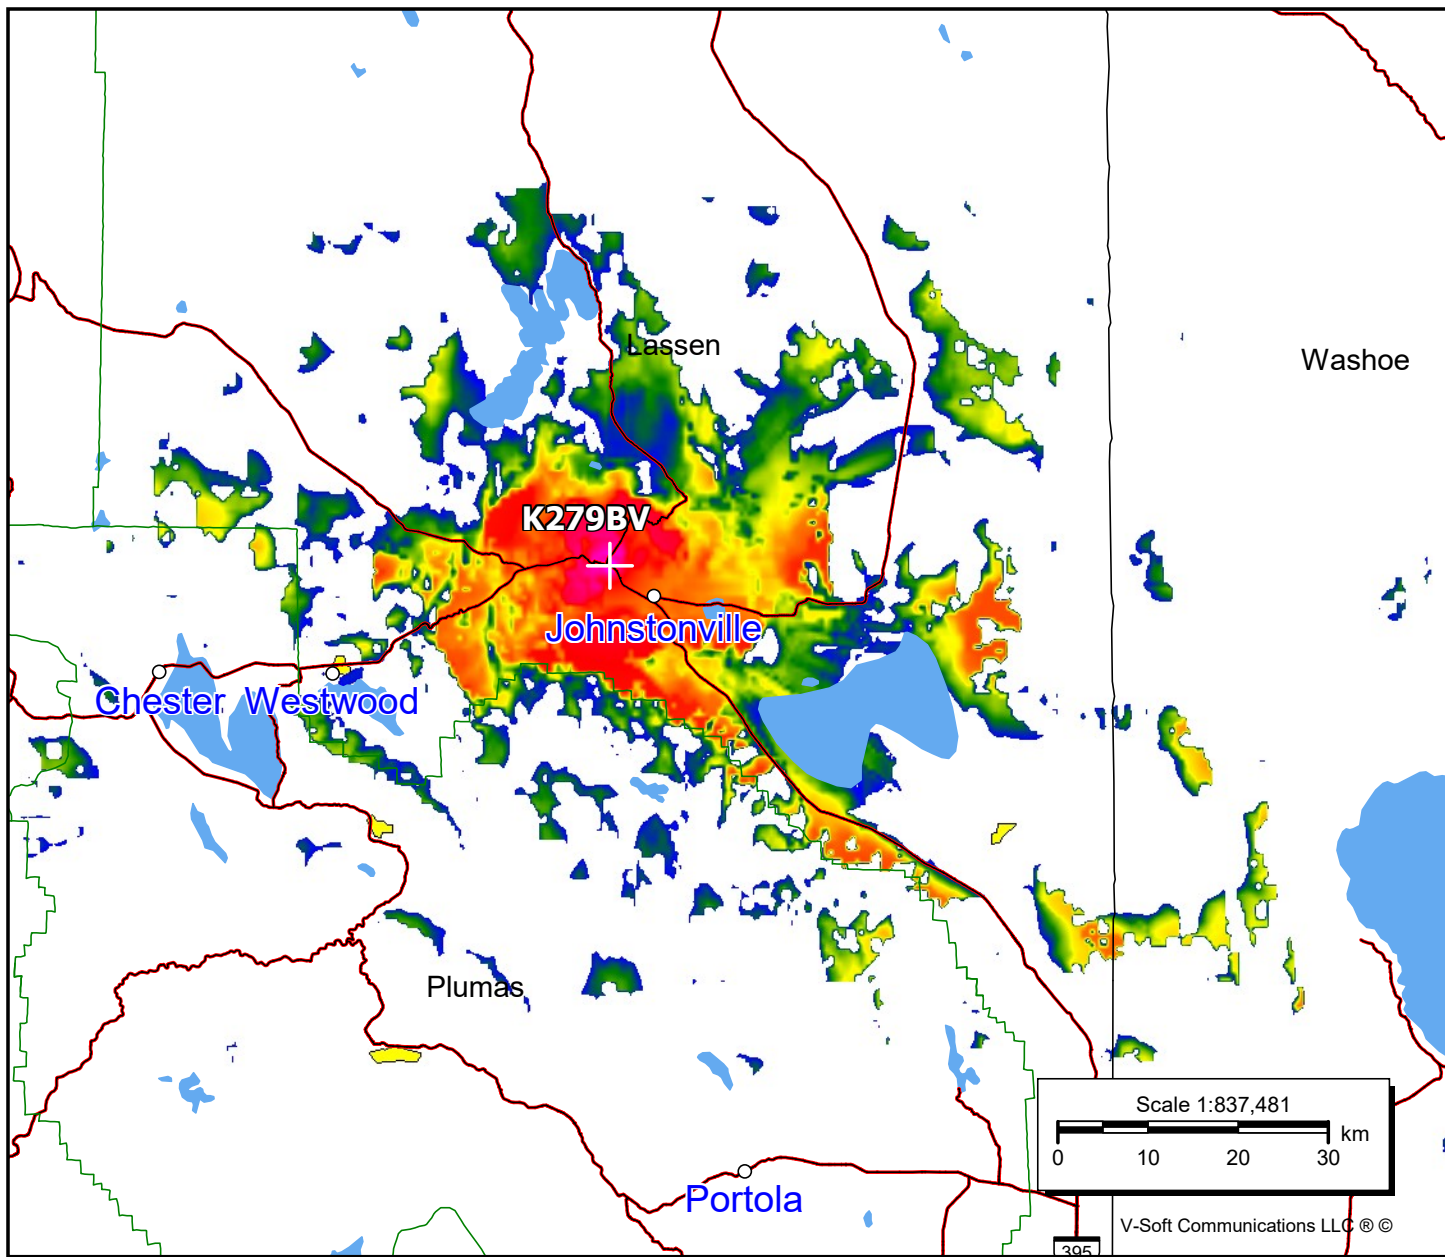 Lassen
Washoe
K279BV
Johnstonville
Chester
Westwood
Plumas
Scale 1:837,481
km
0 10 20 30
Portola
V-Soft Communications LLC ® ©
395